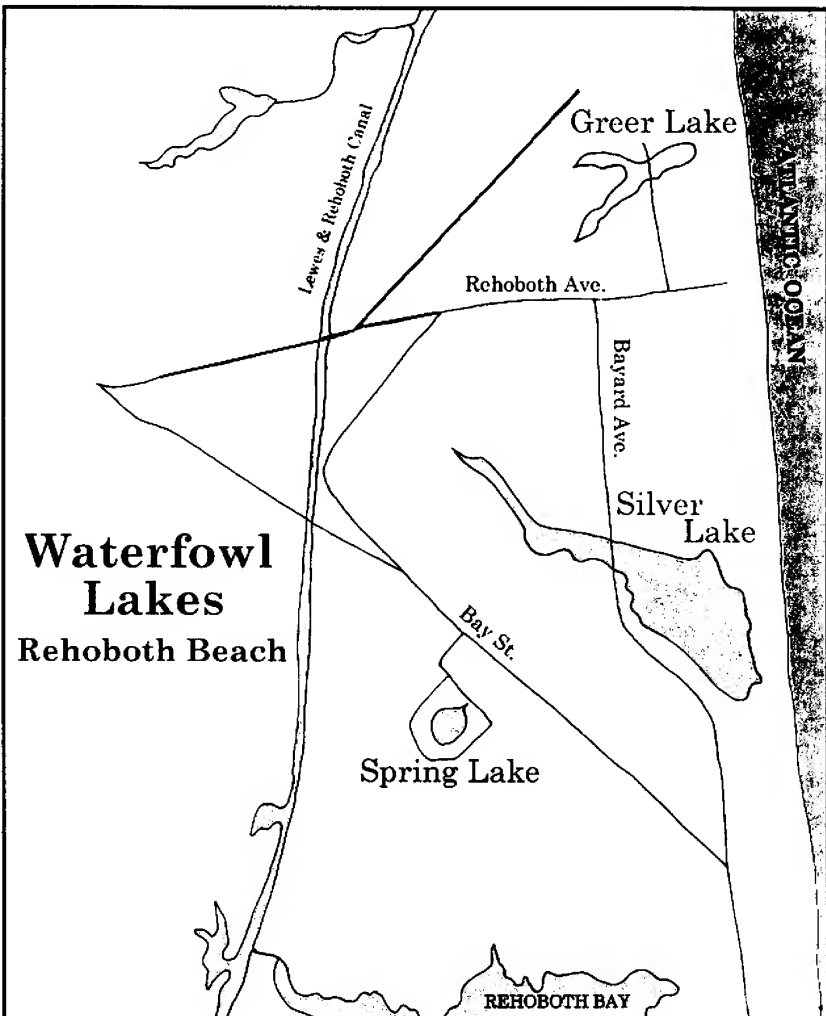 Greer Lake
ATLANTIC OCEAN
Lewes & Rehoboth Canal
Rehoboth Ave.
Bayard Ave.
Silver
Lake
Waterfowl
Lakes
Rehoboth Beach
Bay St.
Spring Lake
REHOBOTH BAY